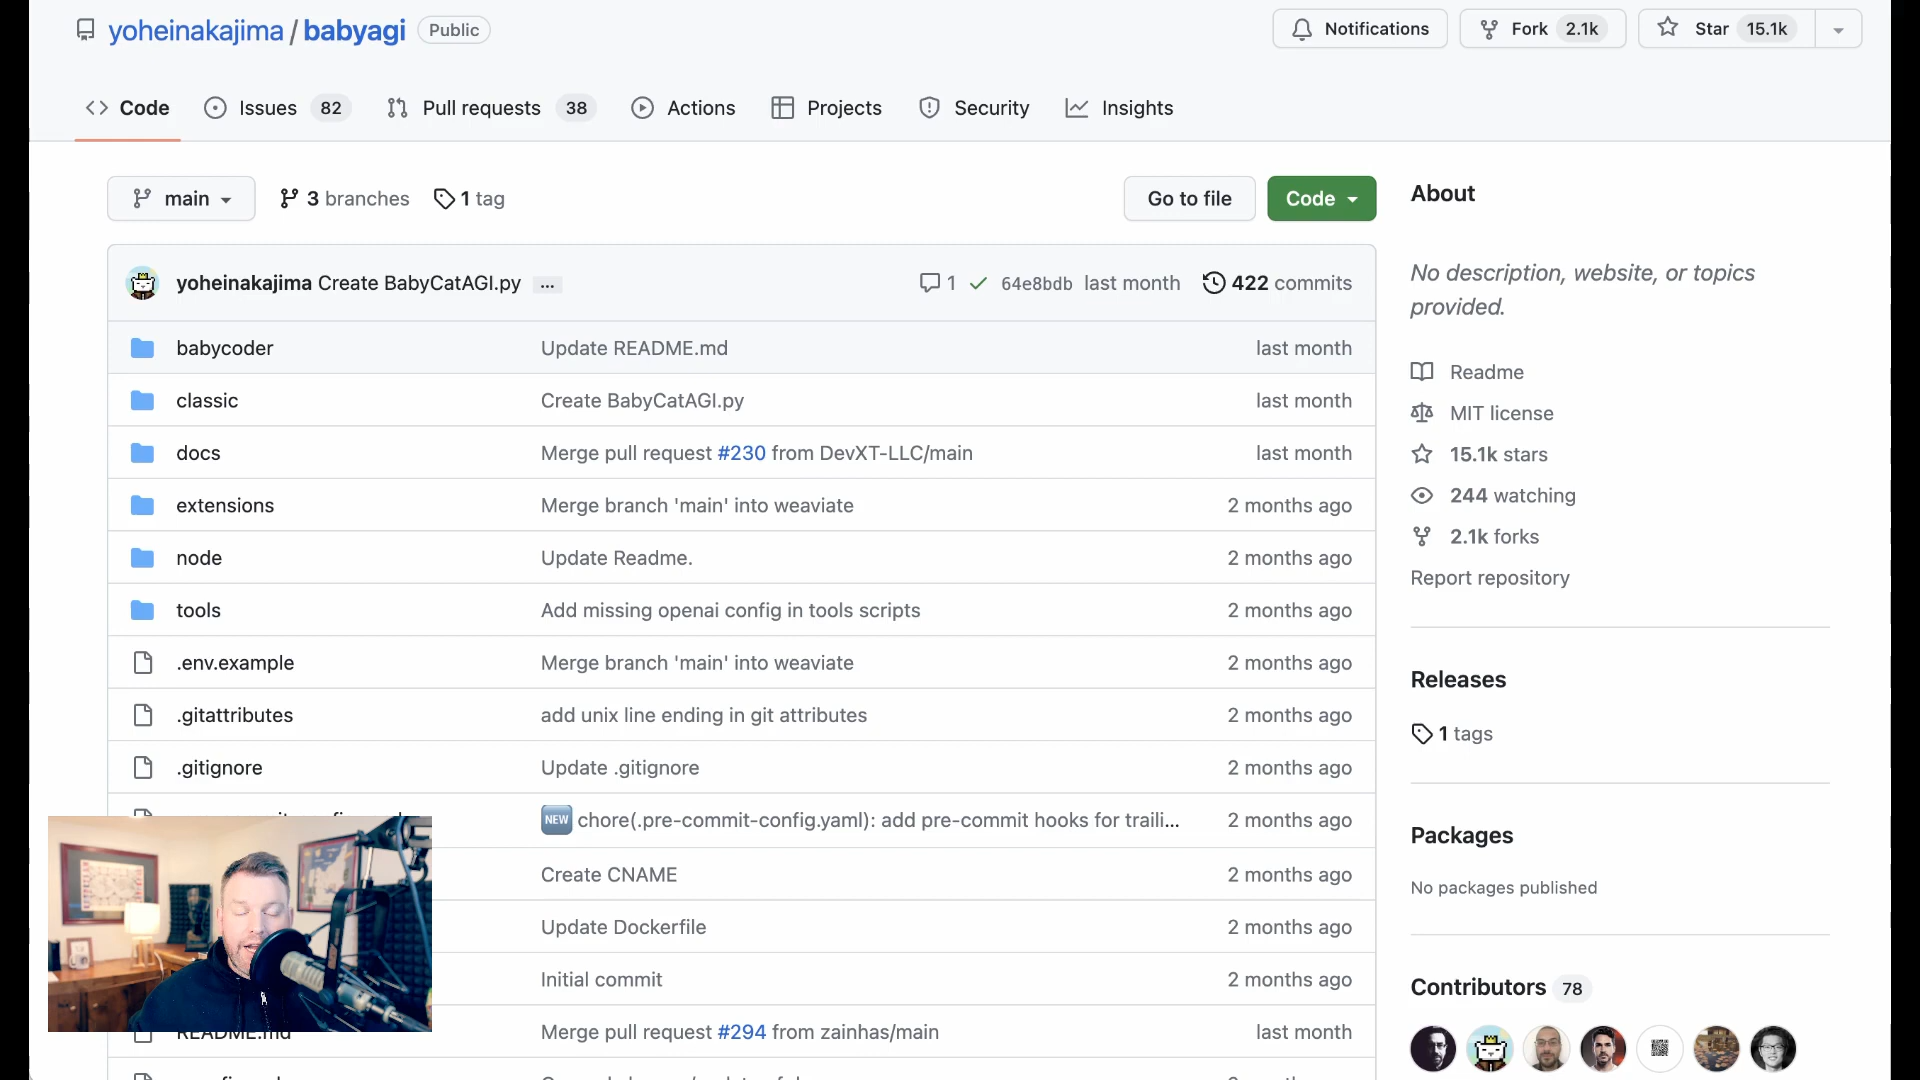 yoheinakajima / babyagi Public
Notifications Fork 2.1k Star 15.1k
Code Issues 82 Pull requests 38 Actions Projects Security Insights
main 3 branches 1 tag Go to file Code
yoheinakajima Create BabyCatAGI.py ... 1 64e8bdb last month 422 commits
babycoder Update README.md last month
classic Create BabyCatAGI.py last month
docs Merge pull request #230 from DevXT-LLC/main last month
extensions Merge branch 'main' into weaviate 2 months ago
node Update Readme. 2 months ago
tools Add missing openai config in tools scripts 2 months ago
.env.example Merge branch 'main' into weaviate 2 months ago
.gitattributes add unix line ending in git attributes 2 months ago
.gitignore Update .gitignore 2 months ago
NEW chore(.pre-commit-config.yaml): add pre-commit hooks for traili... 2 months ago
Create CNAME 2 months ago
Update Dockerfile 2 months ago
Initial commit 2 months ago
README.md Merge pull request #294 from zainhas/main last month
About
No description, website, or topics
provided.
Readme
MIT license
15.1k stars
244 watching
2.1k forks
Report repository
Releases
1 tags
Packages
No packages published
Contributors 78